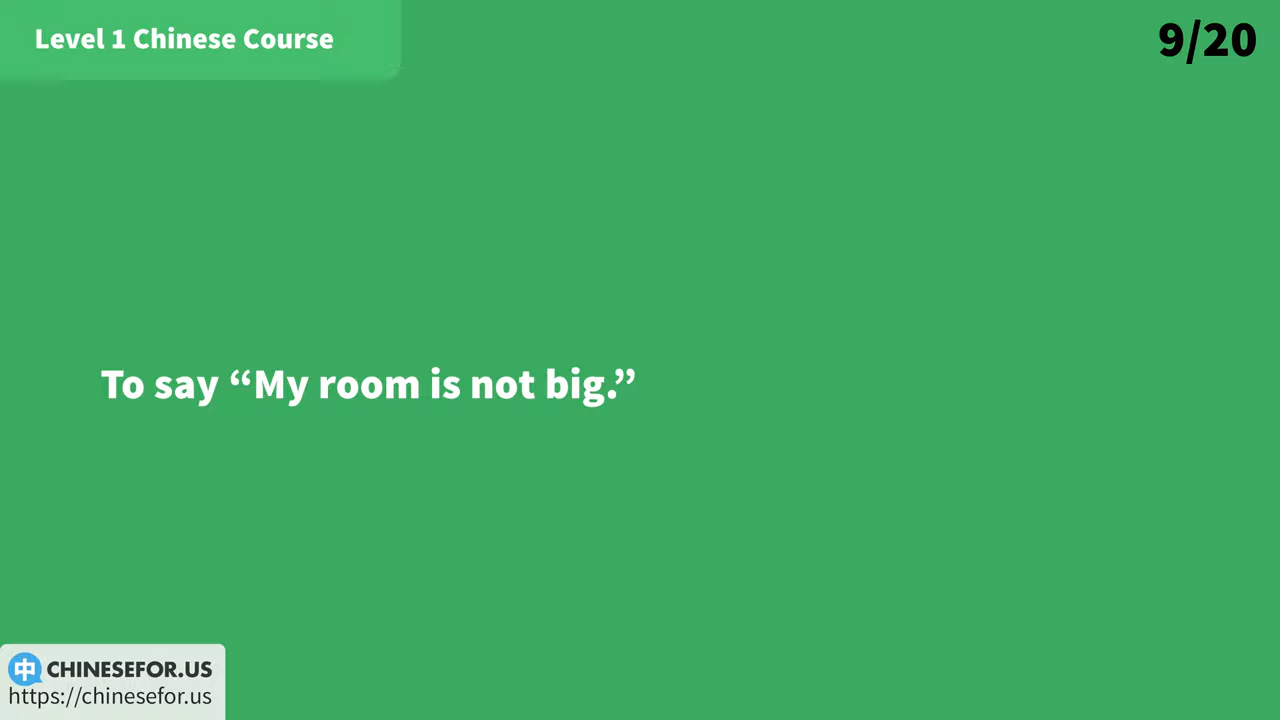 Level 1 Chinese Course
9/20
To say “My room is not big.”
中 CHINESEFOR.US
https://chinesefor.us